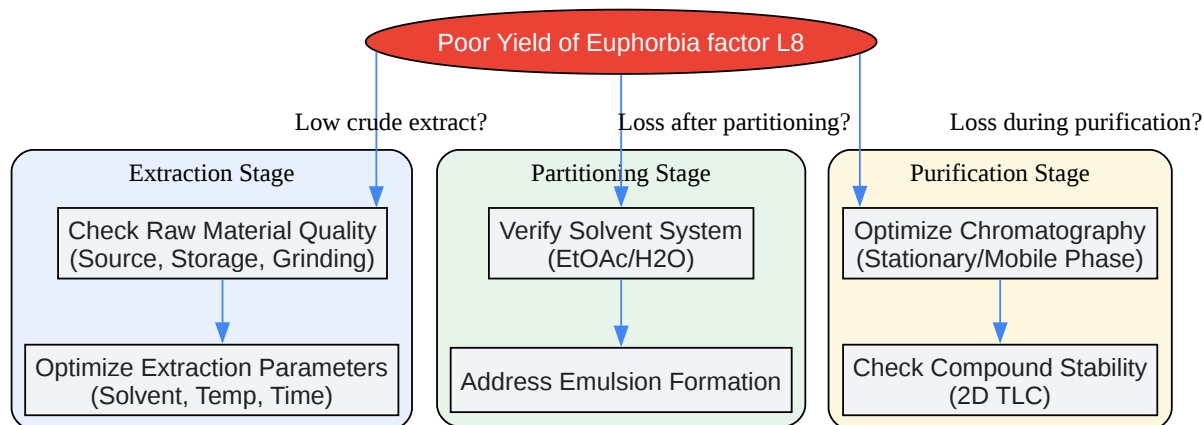 Poor Yield of Euphorbia factor L8
Low crude extract?
Loss after partitioning?
Loss during purification?
Extraction Stage
Check Raw Material Quality
(Source, Storage, Grinding)
Optimize Extraction Parameters
(Solvent, Temp, Time)
Partitioning Stage
Verify Solvent System
(EtOAc/H2O)
Address Emulsion Formation
Purification Stage
Optimize Chromatography
(Stationary/Mobile Phase)
Check Compound Stability
(2D TLC)